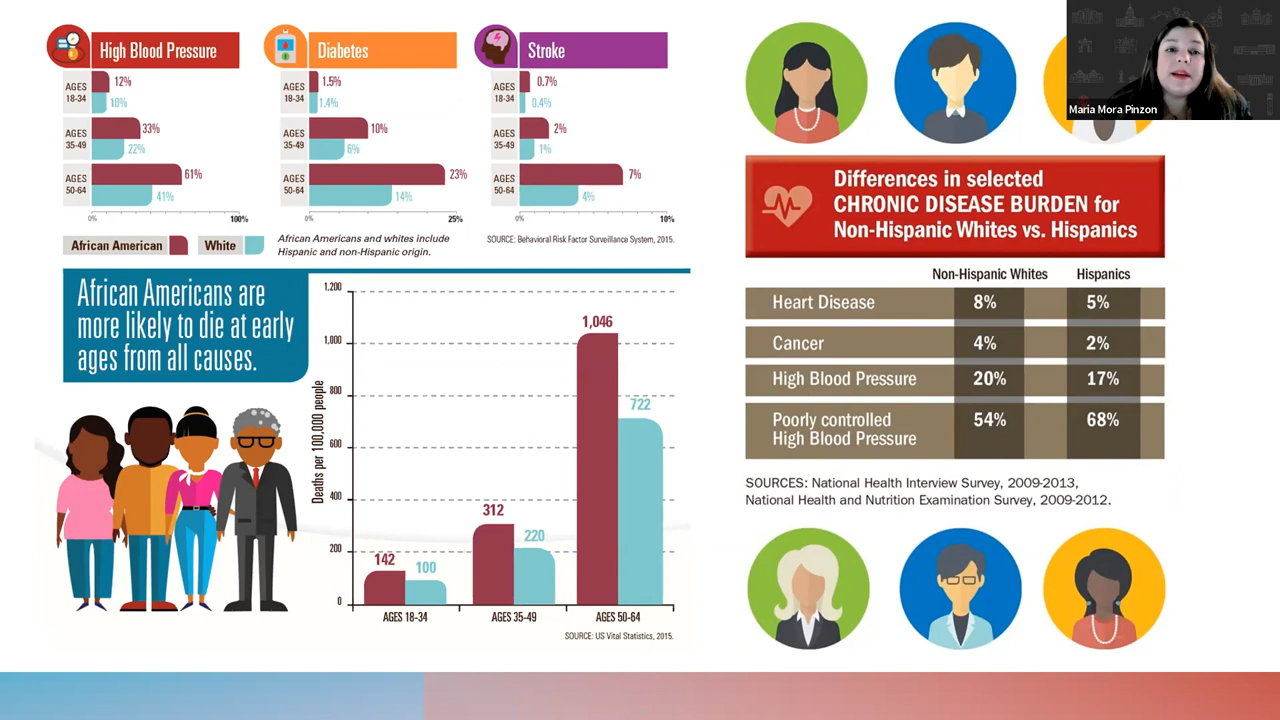 High Blood Pressure
AGES
18-34
12%
10%
AGES
35-49
33%
22%
AGES
50-64
61%
41%
0%
100%
Diabetes
AGES
18-34
1.5%
1.4%
AGES
35-49
10%
6%
AGES
50-64
23%
14%
0%
25%
Stroke
AGES
18-34
0.7%
0.4%
AGES
35-49
2%
1%
AGES
50-64
7%
4%
0%
10%
African American
White
African Americans and whites include
Hispanic and non-Hispanic origin.
SOURCE: Behavioral Risk Factor Surveillance System, 2015.
African Americans are
more likely to die at early
ages from all causes.
Deaths per 100,000 people
1,200
1,000
800
600
400
200
0
142
100
312
220
1,046
722
AGES 18-34
AGES 35-49
AGES 50-64
SOURCE: US Vital Statistics, 2015.
Maria Mora Pinzon
Differences in selected
CHRONIC DISEASE BURDEN for
Non-Hispanic Whites vs. Hispanics
Non-Hispanic Whites Hispanics
Heart Disease 8% 5%
Cancer 4% 2%
High Blood Pressure 20% 17%
Poorly controlled 54% 68%
High Blood Pressure
SOURCES: National Health Interview Survey, 2009-2013,
National Health and Nutrition Examination Survey, 2009-2012.